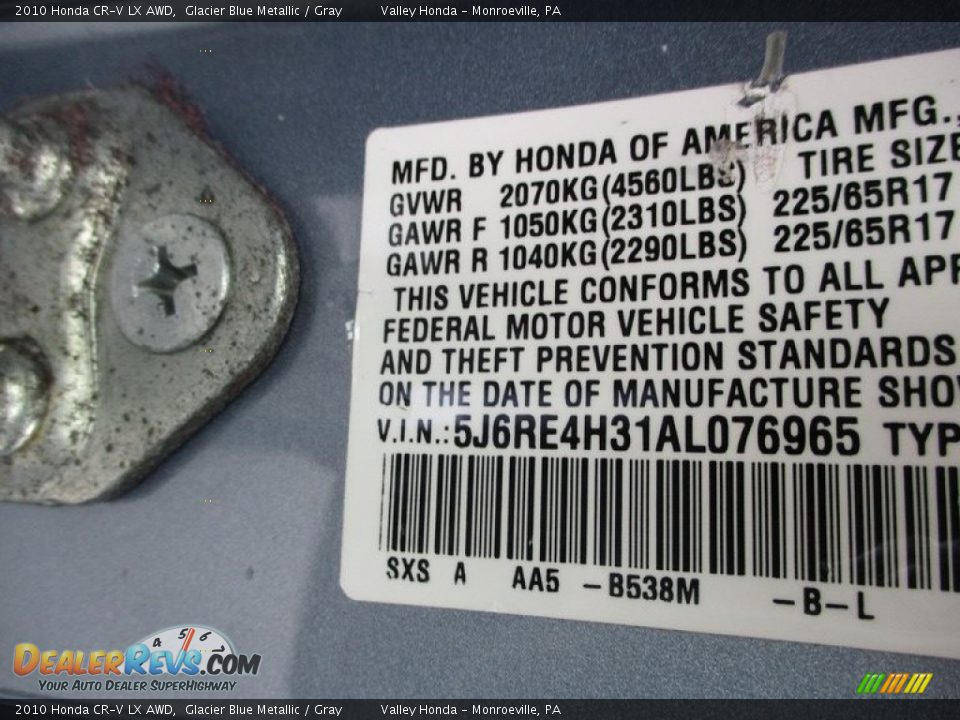 2010 Honda CR-V LX AWD,  Glacier Blue Metallic / Gray        Valley Honda - Monroeville, PA
MFD. BY HONDA OF AMERICA MFG.,
GVWR 2070KG(4560LBS) TIRE SIZE
GAWR F 1050KG(2310LBS) 225/65R17
GAWR R 1040KG(2290LBS) 225/65R17
THIS VEHICLE CONFORMS TO ALL APP
FEDERAL MOTOR VEHICLE SAFETY
AND THEFT PREVENTION STANDARDS
ON THE DATE OF MANUFACTURE SHO
V.I.N.:5J6RE4H31AL076965 TYP
SXS A AA5 -B538M -B-L
4 5 6
DEALERREVS.COM
YOUR AUTO DEALER SUPERHIGHWAY
2010 Honda CR-V LX AWD,  Glacier Blue Metallic / Gray        Valley Honda - Monroeville, PA